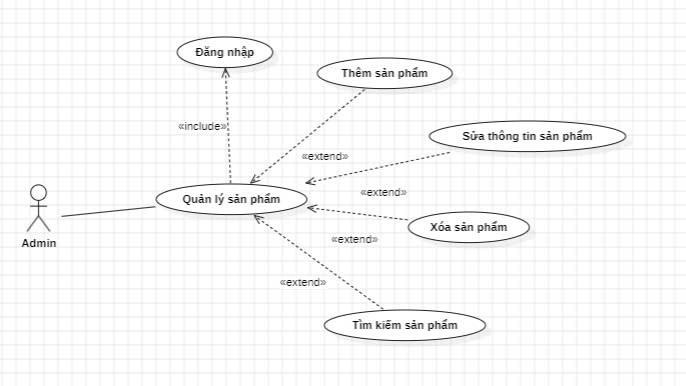 Đăng nhập
Thêm sản phẩm
«include»
Sửa thông tin sản phẩm
«extend»
«extend»
Quản lý sản phẩm
Xóa sản phẩm
Admin
«extend»
«extend»
Tìm kiếm sản phẩm